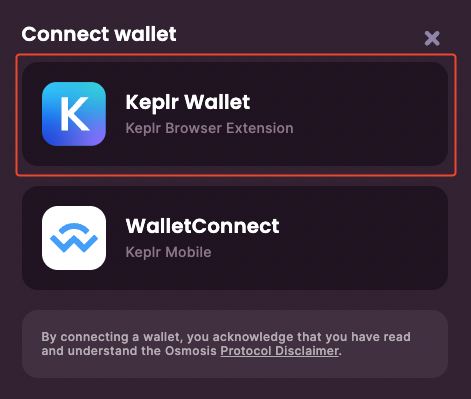 Connect wallet
K
Keplr Wallet
Keplr Browser Extension
WalletConnect
Keplr Mobile
By connecting a wallet, you acknowledge that you have read
and understand the Osmosis Protocol Disclaimer.